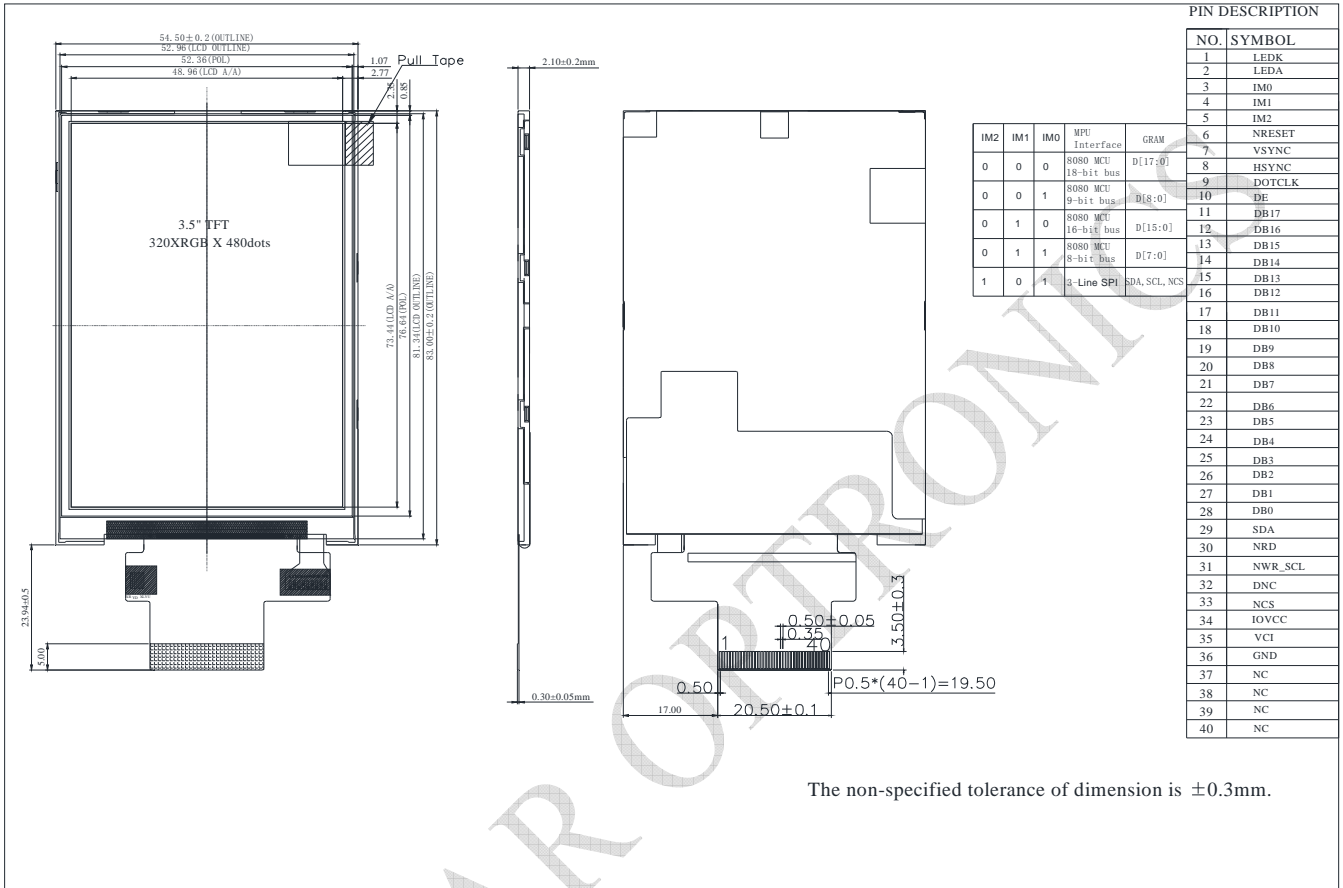 54.50±0.2(OUTLINE)
52.96(LCD OUTLINE)
52.36(POL)
48.96(LCD A/A)
1.07
2.77
Pull Tape
2.35
0.85
3.5" TFT
320XRGB X 480dots
73.44(LCD A/A)
76.64(POL)
81.34(LCD OUTLINE)
83.00±0.2(OUTLINE)
23.94±0.5
5.00
2.10±0.2mm
0.30±0.05mm
0.50±0.05
0.35
1
40
3.50±0.3
0.50
P0.5*(40-1)=19.50
17.00
20.50±0.1
IM2 IM1 IM0 MPU Interface GRAM
0 0 0 8080 MCU 18-bit bus D[17:0]
0 0 1 8080 MCU 9-bit bus D[8:0]
0 1 0 8080 MCU 16-bit bus D[15:0]
0 1 1 8080 MCU 8-bit bus D[7:0]
1 0 1 3-Line SPI SDA,SCL,NCS
PIN DESCRIPTION
NO. SYMBOL
1 LEDK
2 LEDA
3 IM0
4 IM1
5 IM2
6 NRESET
7 VSYNC
8 HSYNC
9 DOTCLK
10 DE
11 DB17
12 DB16
13 DB15
14 DB14
15 DB13
16 DB12
17 DB11
18 DB10
19 DB9
20 DB8
21 DB7
22 DB6
23 DB5
24 DB4
25 DB3
26 DB2
27 DB1
28 DB0
29 SDA
30 NRD
31 NWR_SCL
32 DNC
33 NCS
34 IOVCC
35 VCI
36 GND
37 NC
38 NC
39 NC
40 NC
The non-specified tolerance of dimension is ±0.3mm.
AR OPTRONICS